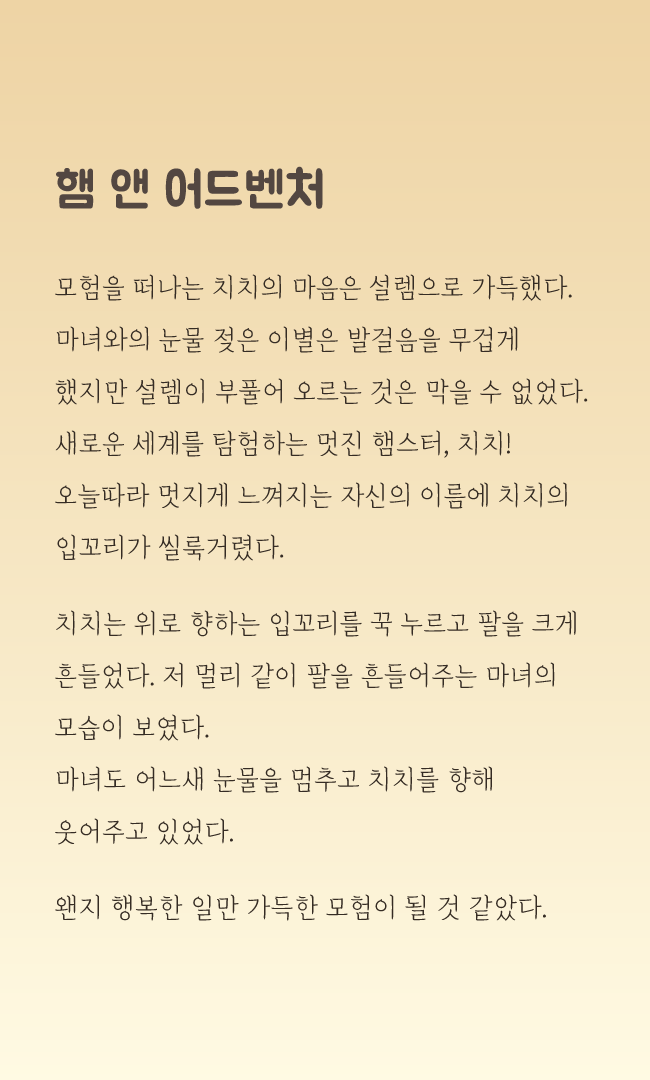 햄 앤 어드벤처
모험을 떠나는 치치의 마음은 설렘으로 가득했다.
마녀와의 눈물 젖은 이별은 발걸음을 무겁게
했지만 설렘이 부풀어 오르는 것은 막을 수 없었다.
새로운 세계를 탐험하는 멋진 햄스터, 치치!
오늘따라 멋지게 느껴지는 자신의 이름에 치치의
입꼬리가 씰룩거렸다.
치치는 위로 향하는 입꼬리를 꾹 누르고 팔을 크게
흔들었다. 저 멀리 같이 팔을 흔들어주는 마녀의
모습이 보였다.
마녀도 어느새 눈물을 멈추고 치치를 향해
웃어주고 있었다.
왠지 행복한 일만 가득한 모험이 될 것 같았다.